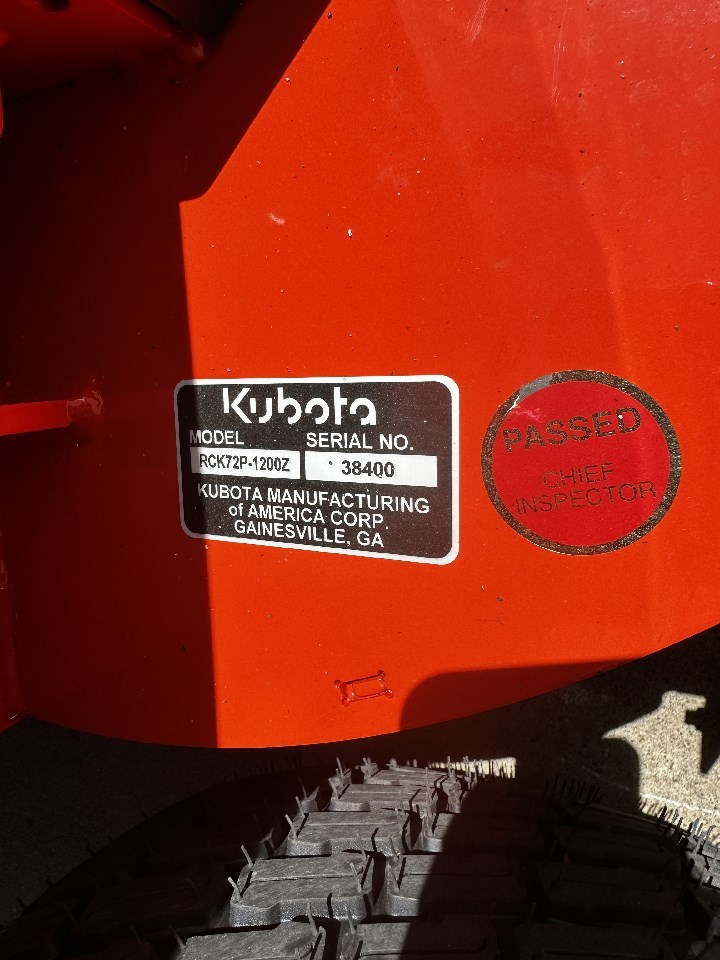 Kubota
MODEL SERIAL NO.
RCK72P-1200Z 38400
KUBOTA MANUFACTURING
of AMERICA CORP.
GAINESVILLE, GA
PASSED
CHIEF
INSPECTOR